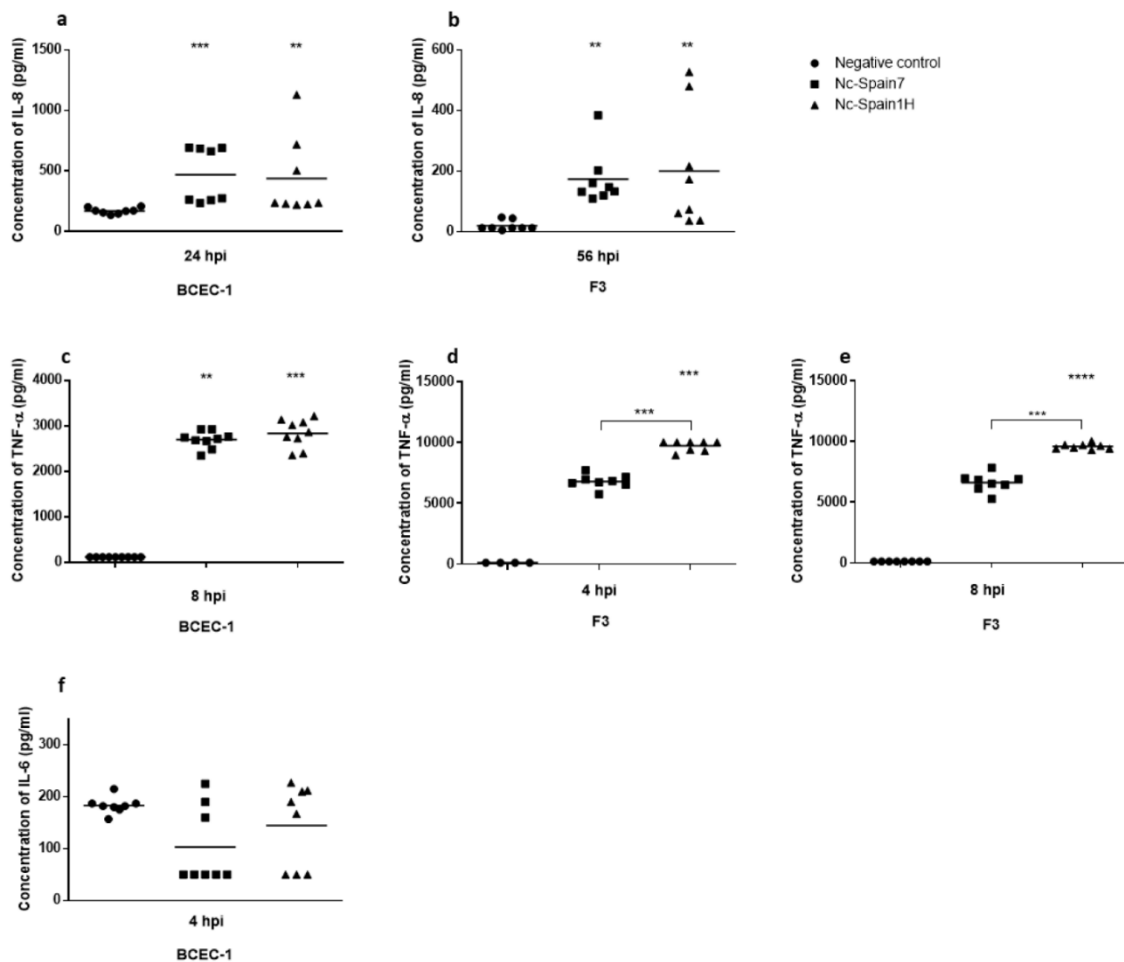 a
Concentration of IL-8 (pg/ml)
1500
1000
500
0
***
**
24 hpi
BCEC-1
b
Concentration of IL-8 (pg/ml)
600
400
200
0
**
**
56 hpi
F3
Negative control
Nc-Spain7
Nc-Spain1H
c
Concentration of TNF-α (pg/ml)
4000
3000
2000
1000
0
**
***
8 hpi
BCEC-1
d
Concentration of TNF-α (pg/ml)
15000
10000
5000
0
***
***
4 hpi
F3
e
Concentration of TNF-α (pg/ml)
15000
10000
5000
0
****
***
8 hpi
F3
f
Concentration of IL-6 (pg/ml)
300
200
100
0
4 hpi
BCEC-1